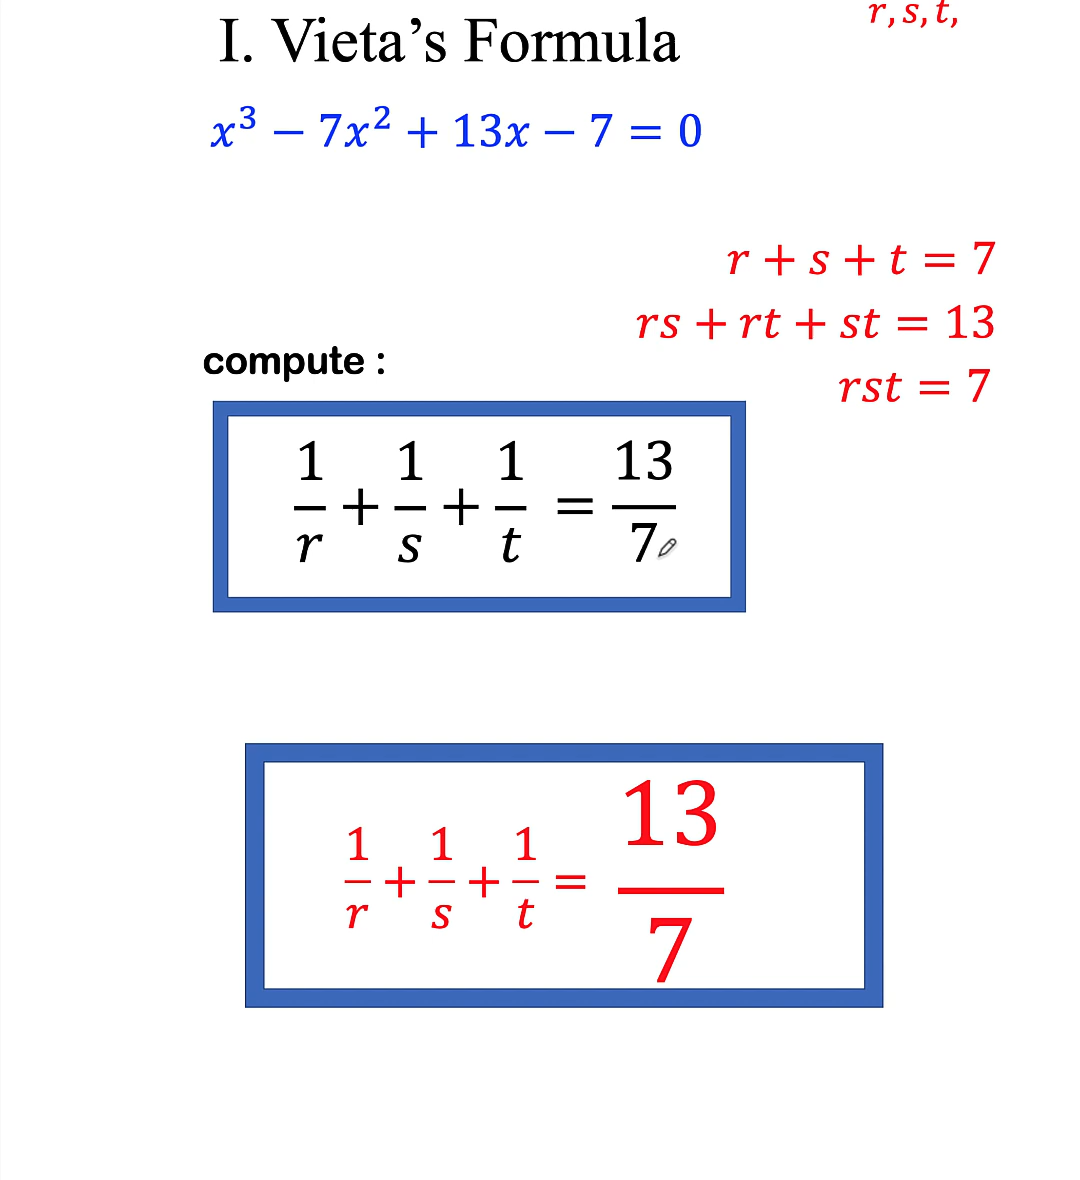 r, s, t,
I. Vieta’s Formula
x³ − 7x² + 13x − 7 = 0
r + s + t = 7
rs + rt + st = 13
compute :
rst = 7
1/r + 1/s + 1/t = 13/7
1/r + 1/s + 1/t = 13/7